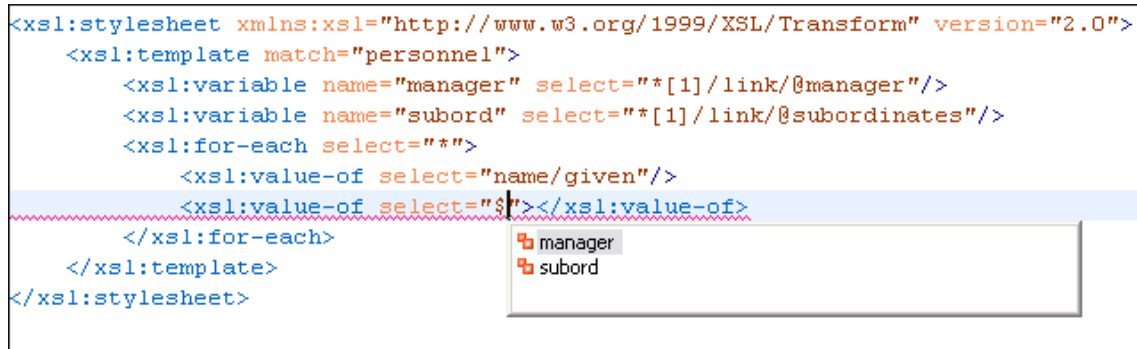 <xsl:stylesheet xmlns:xsl="http://www.w3.org/1999/XSL/Transform" version="2.0">
    <xsl:template match="personnel">
        <xsl:variable name="manager" select="*[1]/link/@manager"/>
        <xsl:variable name="subord" select="*[1]/link/@subordinates"/>
        <xsl:for-each select="*">
            <xsl:value-of select="name/given"/>
            <xsl:value-of select="$"></xsl:value-of>
        </xsl:for-each>
manager
    </xsl:template>
subord
</xsl:stylesheet>